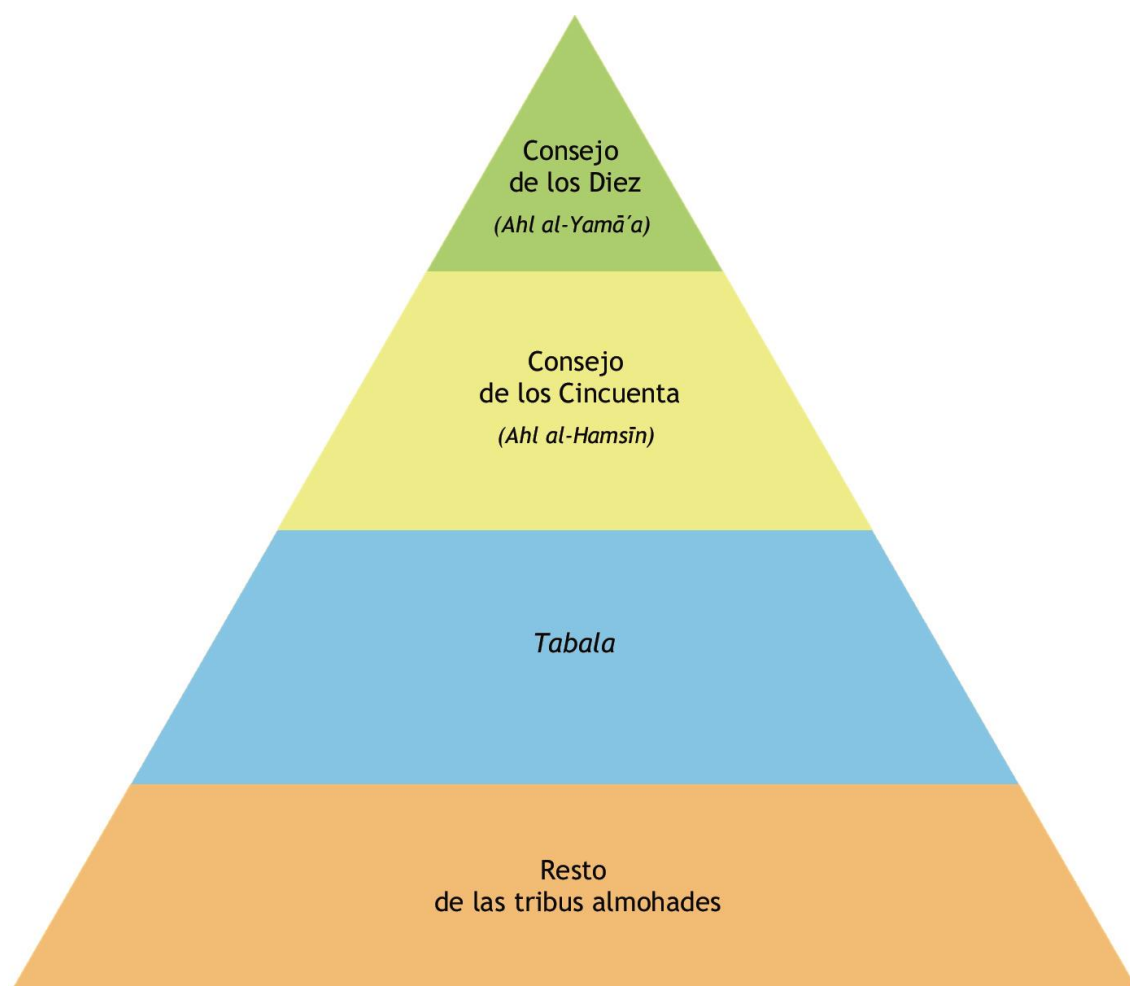 Consejo
de los Diez
(Ahl al-Yamā´a)
Consejo
de los Cincuenta
(Ahl al-Hamsīn)
Tabala
Resto
de las tribus almohades